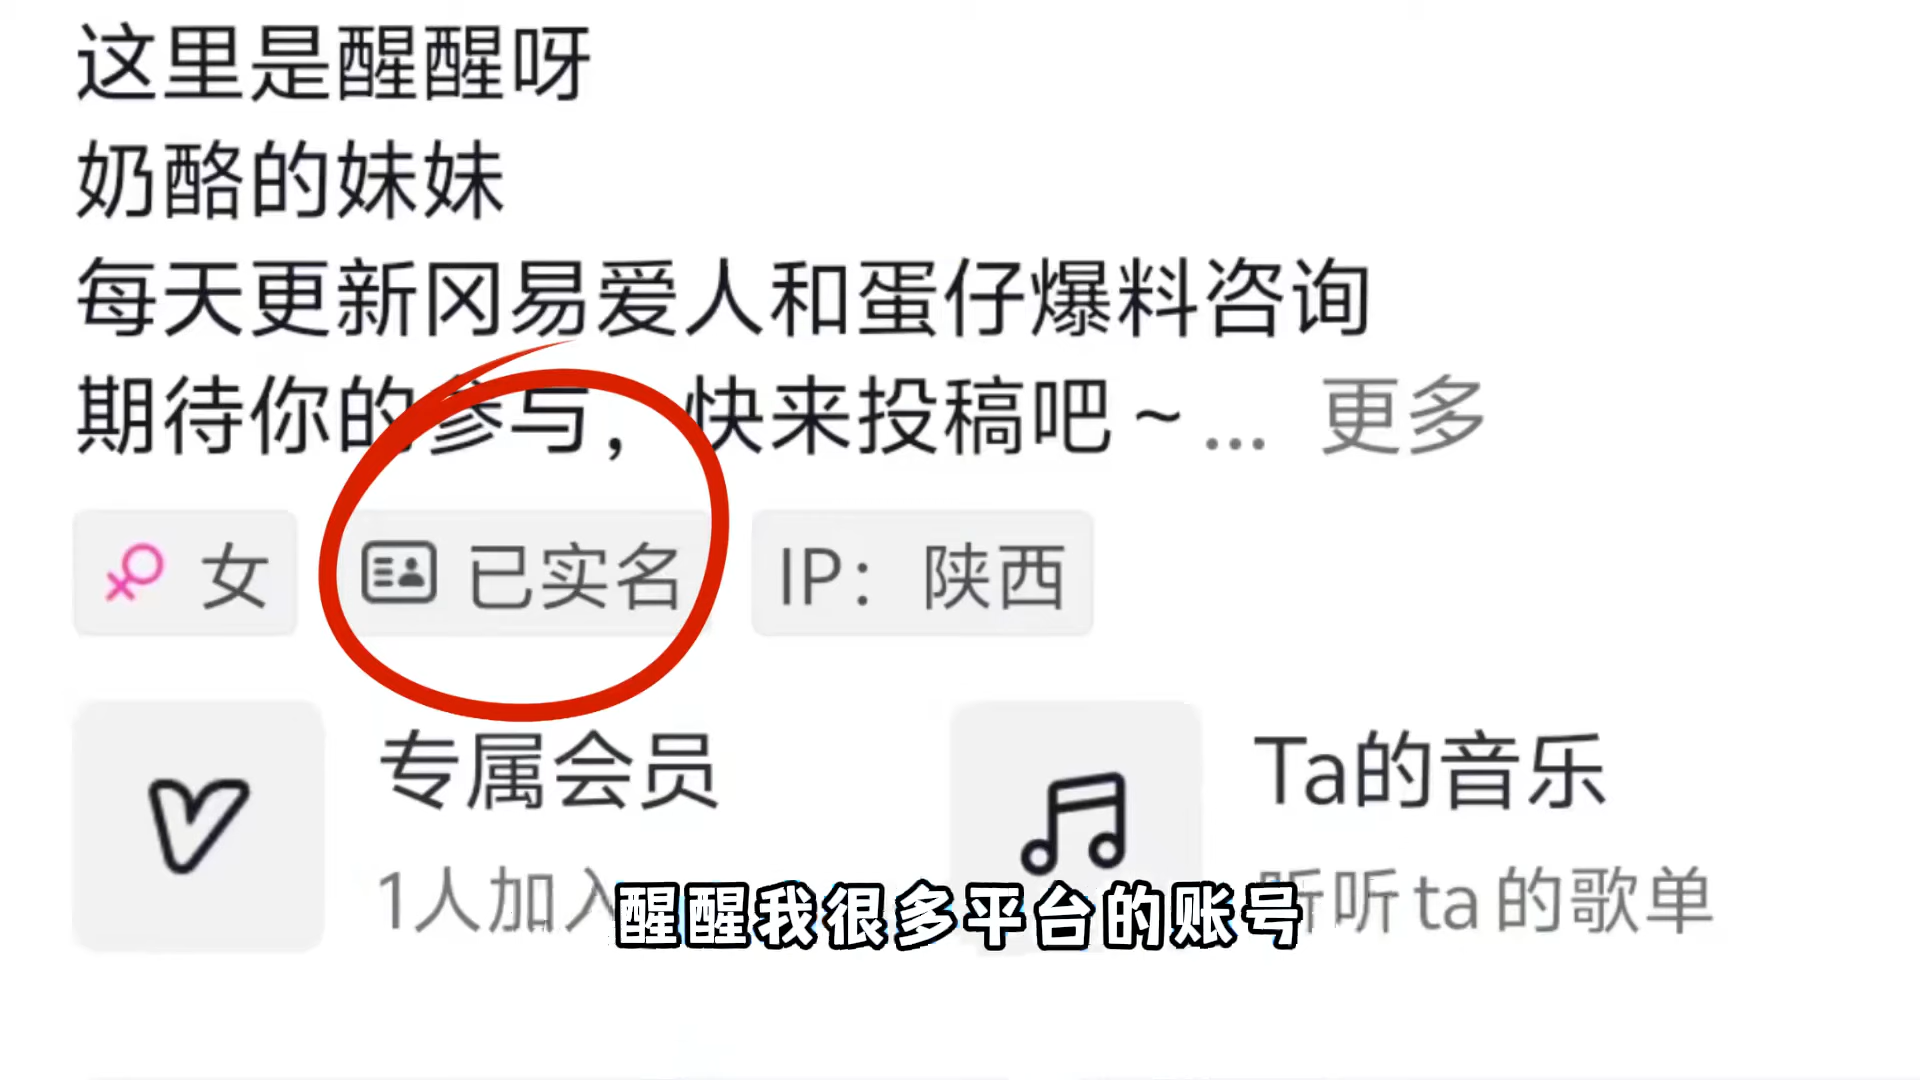 这里是醒醒呀
奶酪的妹妹
每天更新冈易爱人和蛋仔爆料咨询
期待你的参与，快来投稿吧～... 更多
女 已实名 IP：陕西
专属会员
1人加入
Ta的音乐
听听ta的歌单
醒醒我很多平台的账号